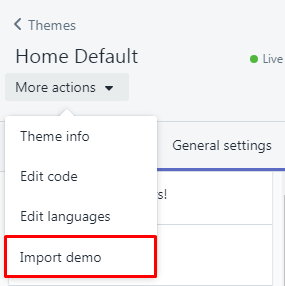 Themes
Home Default
Live
More actions
Theme info
General settings
Edit code
s!
Edit languages
Import demo